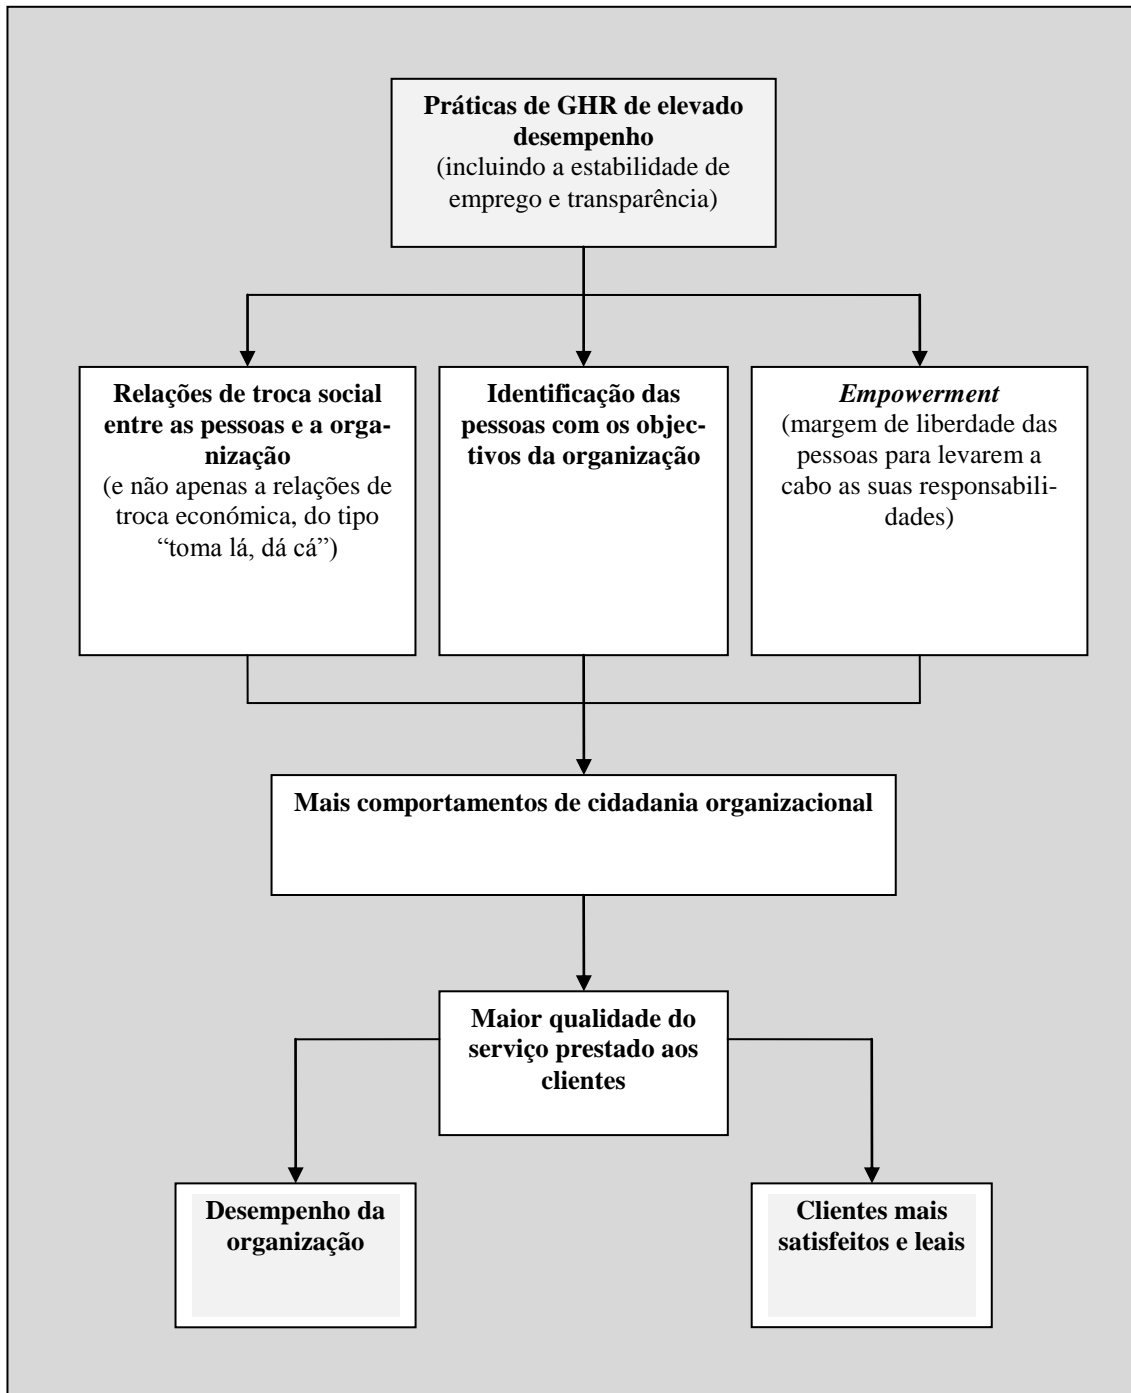 Práticas de GHR de elevado
desempenho
(incluindo a estabilidade de
emprego e transparência)
Relações de troca social
entre as pessoas e a orga-
nização
(e não apenas a relações de
troca económica, do tipo
“toma lá, dá cá”)
Identificação das
pessoas com os objec-
tivos da organização
Empowerment
(margem de liberdade das
pessoas para levarem a
cabo as suas responsabili-
dades)
Mais comportamentos de cidadania organizacional
Maior qualidade do
serviço prestado aos
clientes
Desempenho da
organização
Clientes mais
satisfeitos e leais